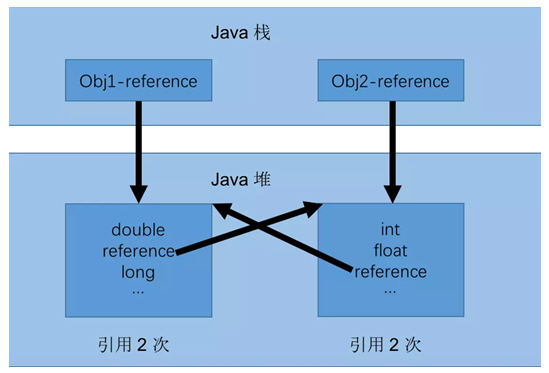 Java 栈
Obj1-reference
Obj2-reference
Java 堆
double
reference
long
...
int
float
reference
...
引用 2 次
引用 2 次